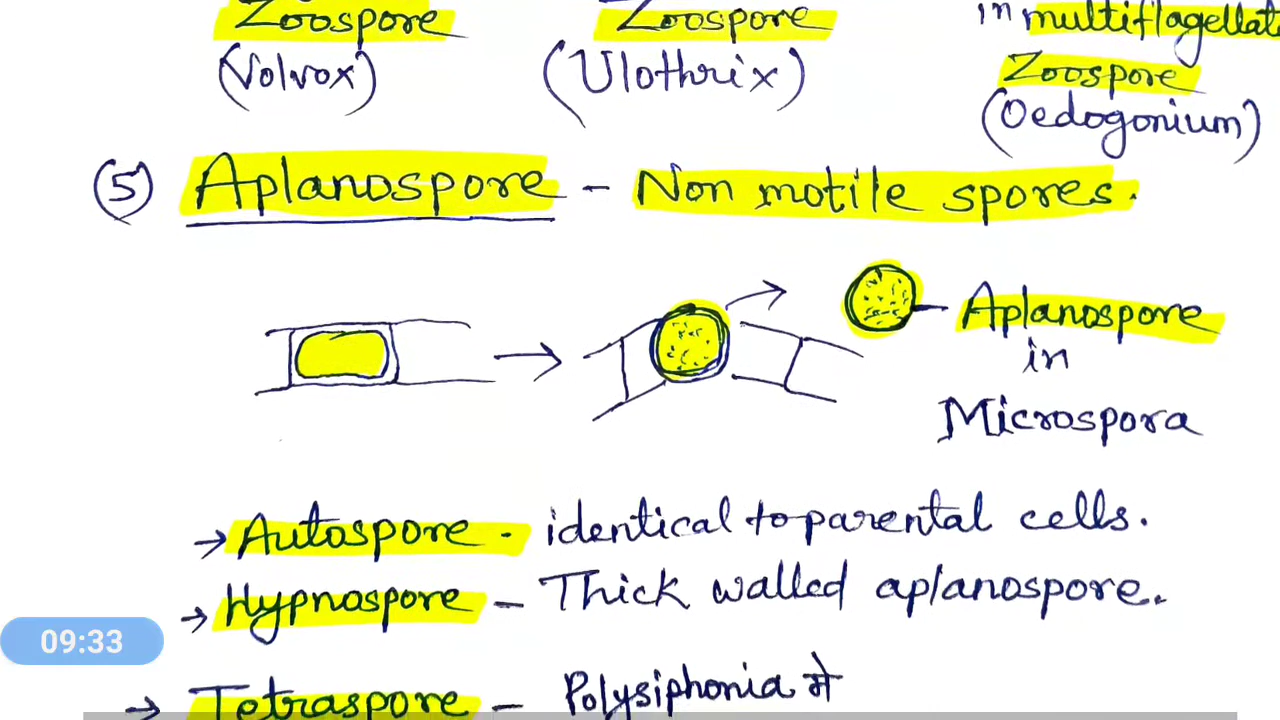 Zoospore Zoospore in multiflagellat
(Volvox) (Ulothrix) Zoospore
(Oedogonium)
(5) Aplanospore - Non motile spores.
Aplanospore
in
Microspora
→ Autospore - identical to parental cells.
→ Hypnospore - Thick walled aplanospore.
09:33
→ Tetraspore - Polysiphonia में